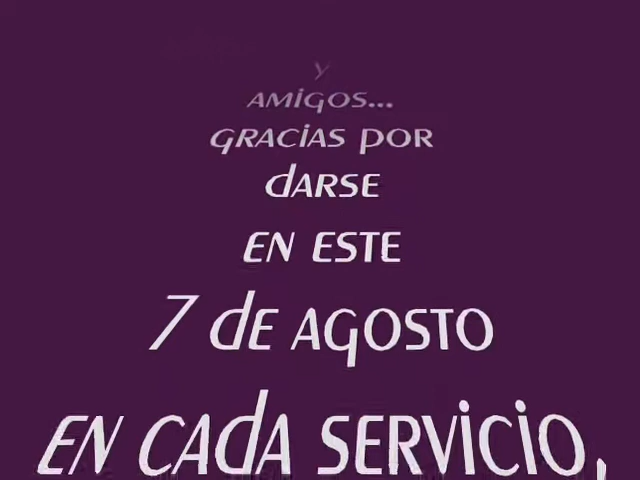 Y
AMIGOS...
GRACIAS POR
DARSE
EN ESTE
7 DE AGOSTO
EN CADA SERVICIO,